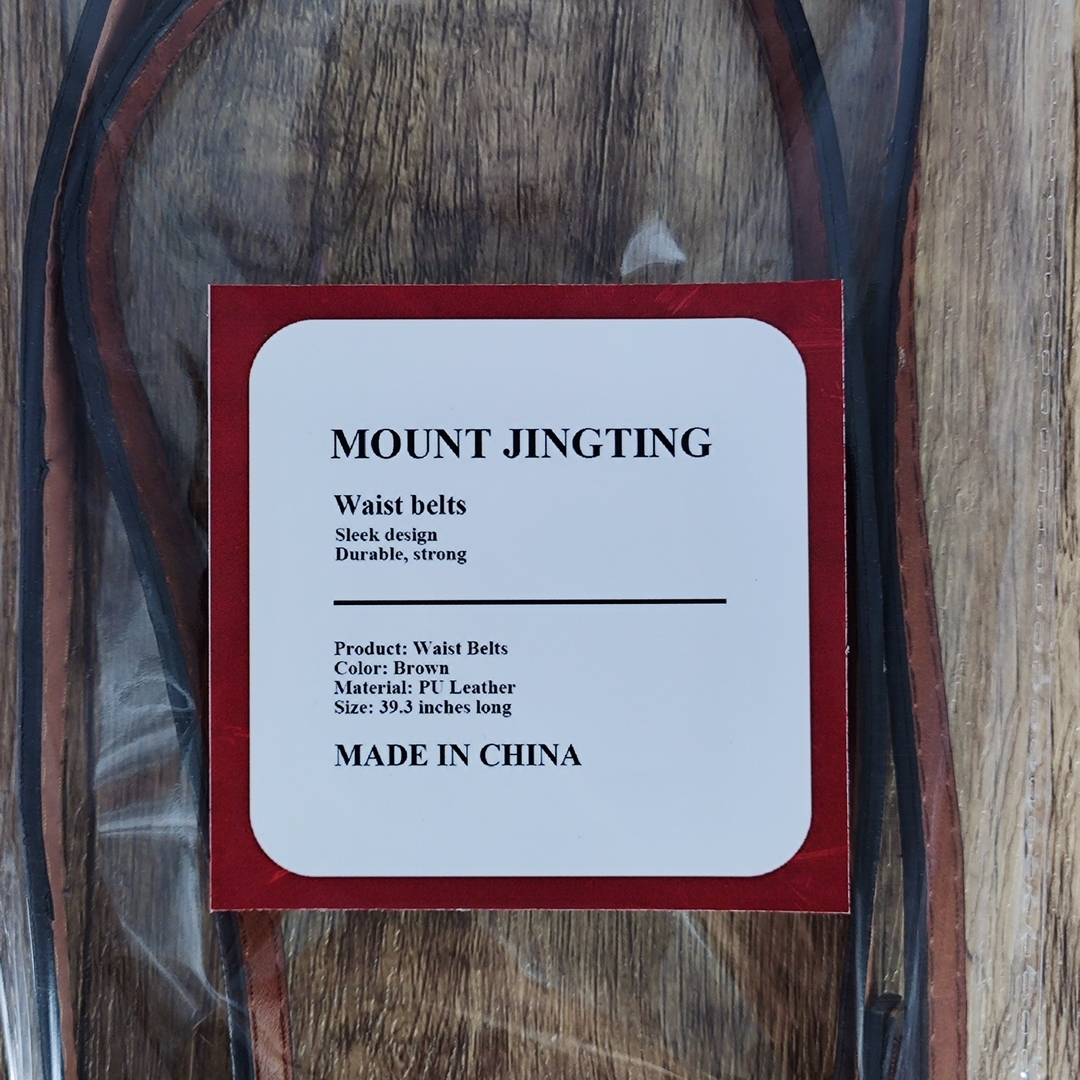 MOUNT JINGTING
Waist belts
Sleek design
Durable, strong
Product: Waist Belts
Color: Brown
Material: PU Leather
Size: 39.3 inches long
MADE IN CHINA